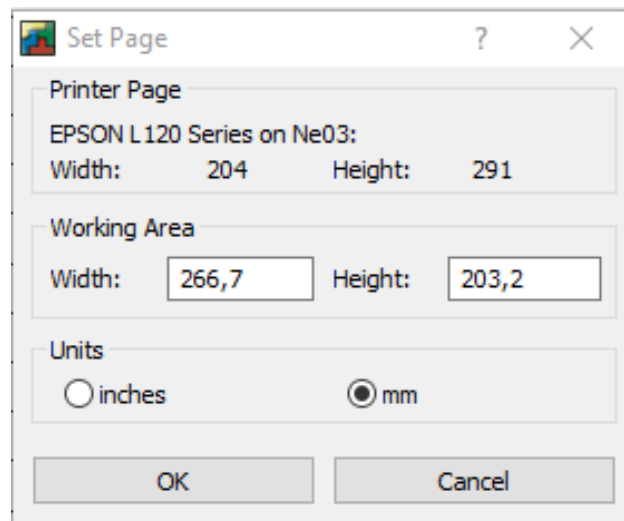 Set Page ?
Printer Page
EPSON L120 Series on Ne03:
Width: 204 Height: 291
Working Area
Width: 266,7 Height: 203,2
Units
inches mm
OK Cancel